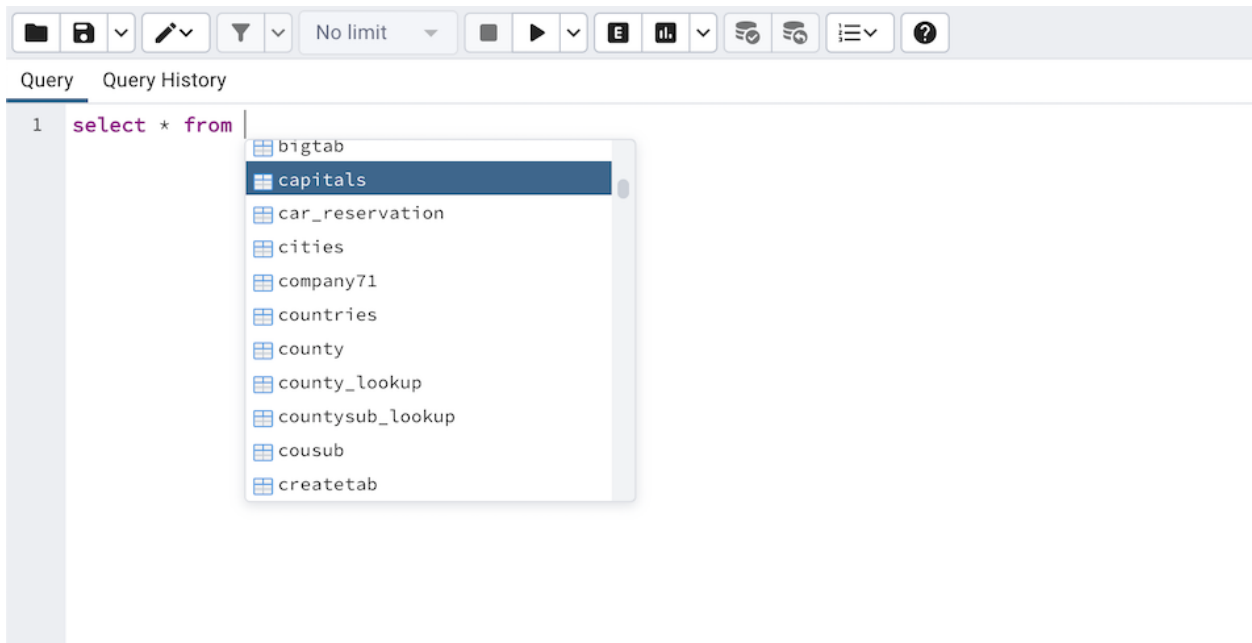 No limit
E
Query Query History
1 select * from
bigtab
capitals
car_reservation
cities
company71
countries
county
county_lookup
countysub_lookup
cousub
createtab